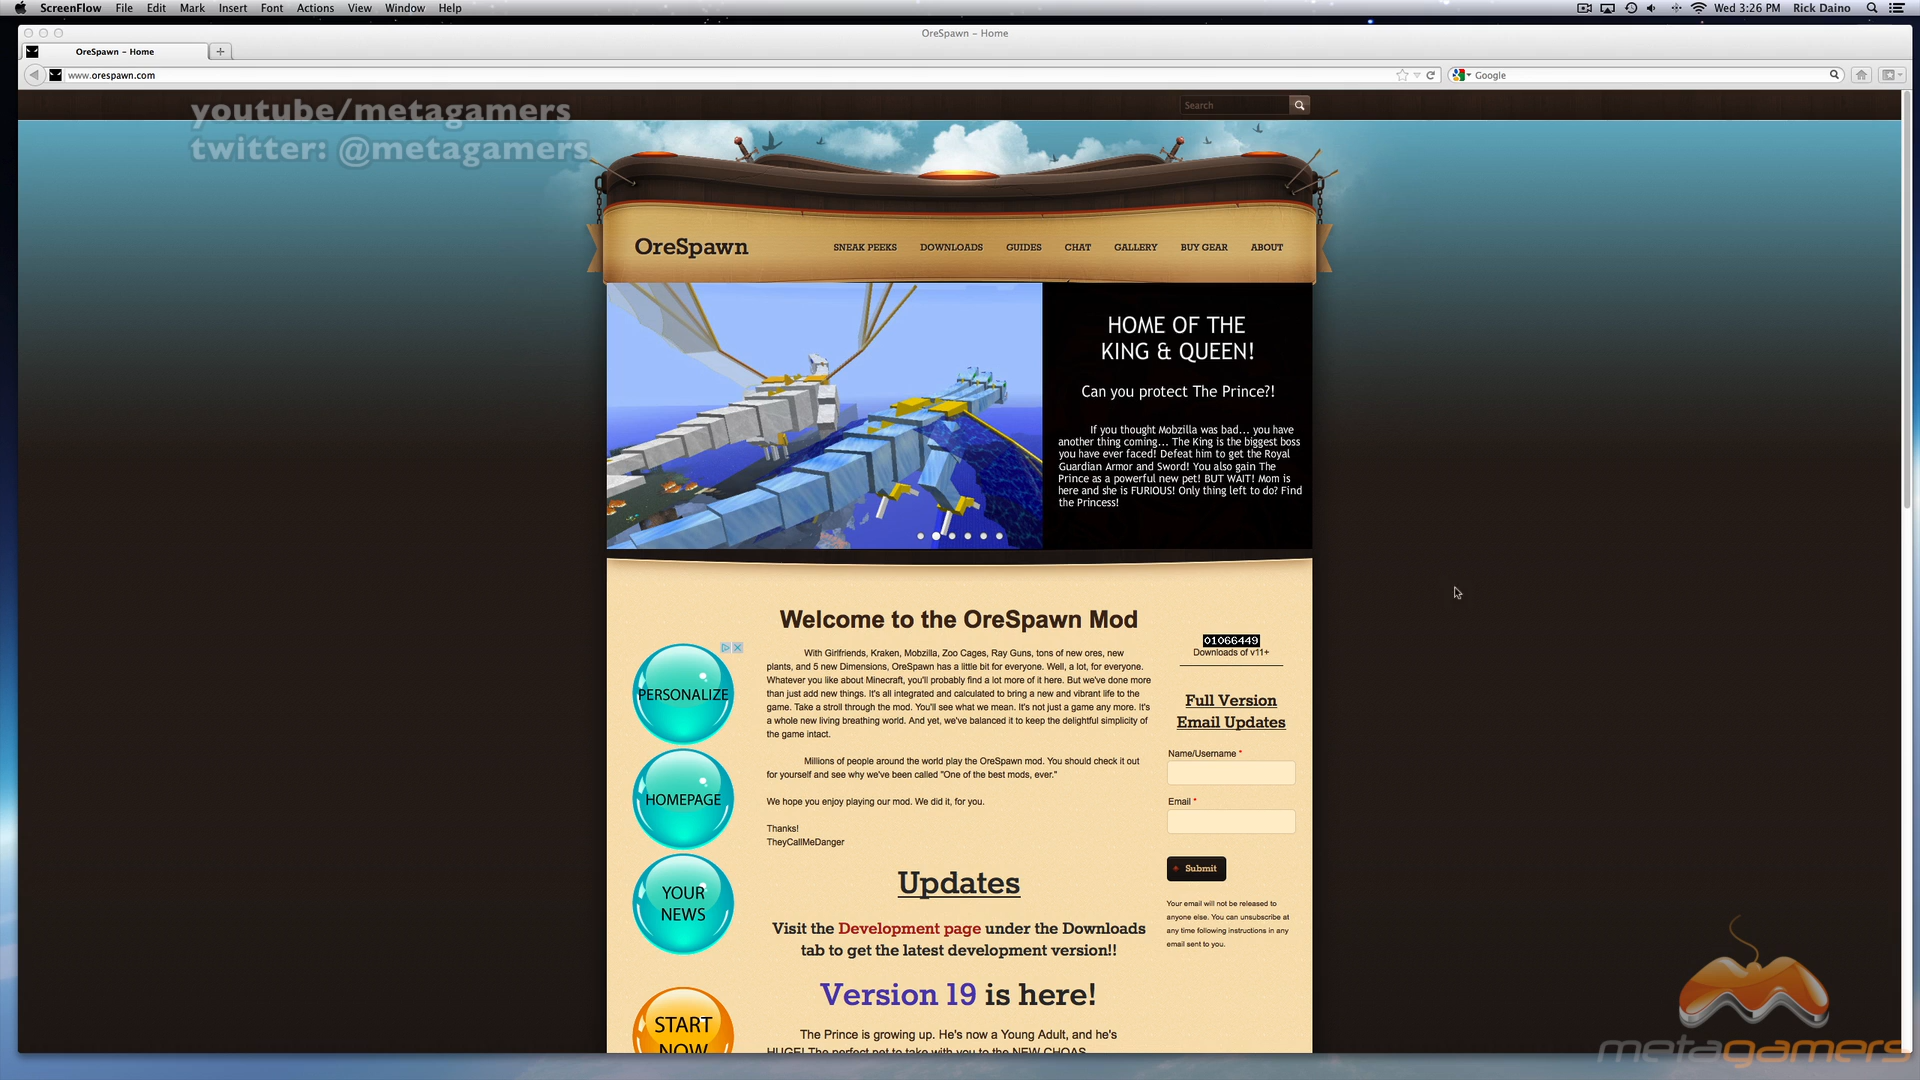 ScreenFlow File Edit Mark Insert Font Actions View Window Help Wed 3:26 PM Rick Daino
OreSpawn – Home
OreSpawn – Home
www.orespawn.com Google
youtube/metagamers
twitter: @metagamers
Search
OreSpawn SNEAK PEEKS DOWNLOADS GUIDES CHAT GALLERY BUY GEAR ABOUT
HOME OF THE
KING & QUEEN!
Can you protect The Prince?!
If you thought Mobzilla was bad... you have
another thing coming... The King is the biggest boss
you have ever faced! Defeat him to get the Royal
Guardian Armor and Sword! You also gain The
Prince as a powerful new pet! BUT WAIT! Mom is
here and she is FURIOUS! Only thing left to do? Find
the Princess!
Welcome to the OreSpawn Mod
With Girlfriends, Kraken, Mobzilla, Zoo Cages, Ray Guns, tons of new ores, new
plants, and 5 new Dimensions, OreSpawn has a little bit for everyone. Well, a lot, for everyone.
Whatever you like about Minecraft, you'll probably find a lot more of it here. But we've done more
than just add new things. It's all integrated and calculated to bring a new and vibrant life to the
game. Take a stroll through the mod. You'll see what we mean. It's not just a game any more. It's
a whole new living breathing world. And yet, we've balanced it to keep the delightful simplicity of
the game intact.
Millions of people around the world play the OreSpawn mod. You should check it out
for yourself and see why we've been called "One of the best mods, ever."
We hope you enjoy playing our mod. We did it, for you.
Thanks!
TheyCallMeDanger
Updates
Visit the Development page under the Downloads
tab to get the latest development version!!
Version 19 is here!
The Prince is growing up. He's now a Young Adult, and he's
HUGE! The perfect pet to take with you to the NEW CHOAS
PERSONALIZE
HOMEPAGE
YOUR
NEWS
START
NOW
01066449
Downloads of v11+
Full Version
Email Updates
Name/Username *
Email *
Submit
Your email will not be released to
anyone else. You can unsubscribe at
any time following instructions in any
email sent to you.
metagamers